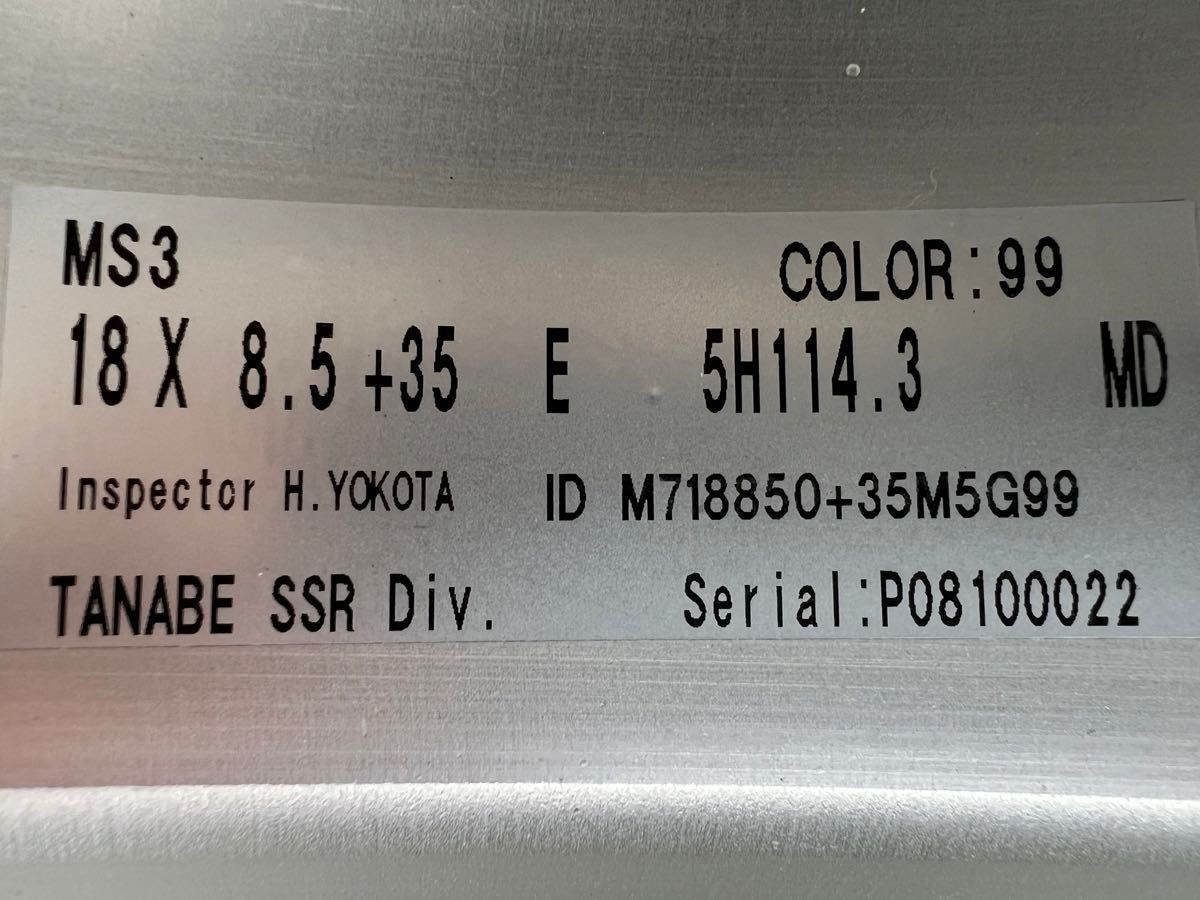 MS3 COLOR:99
18 X 8.5 +35 E 5H114.3 MD
Inspector H.YOKOTA ID M718850+35M5G99
TANABE SSR Div. Serial:P08100022